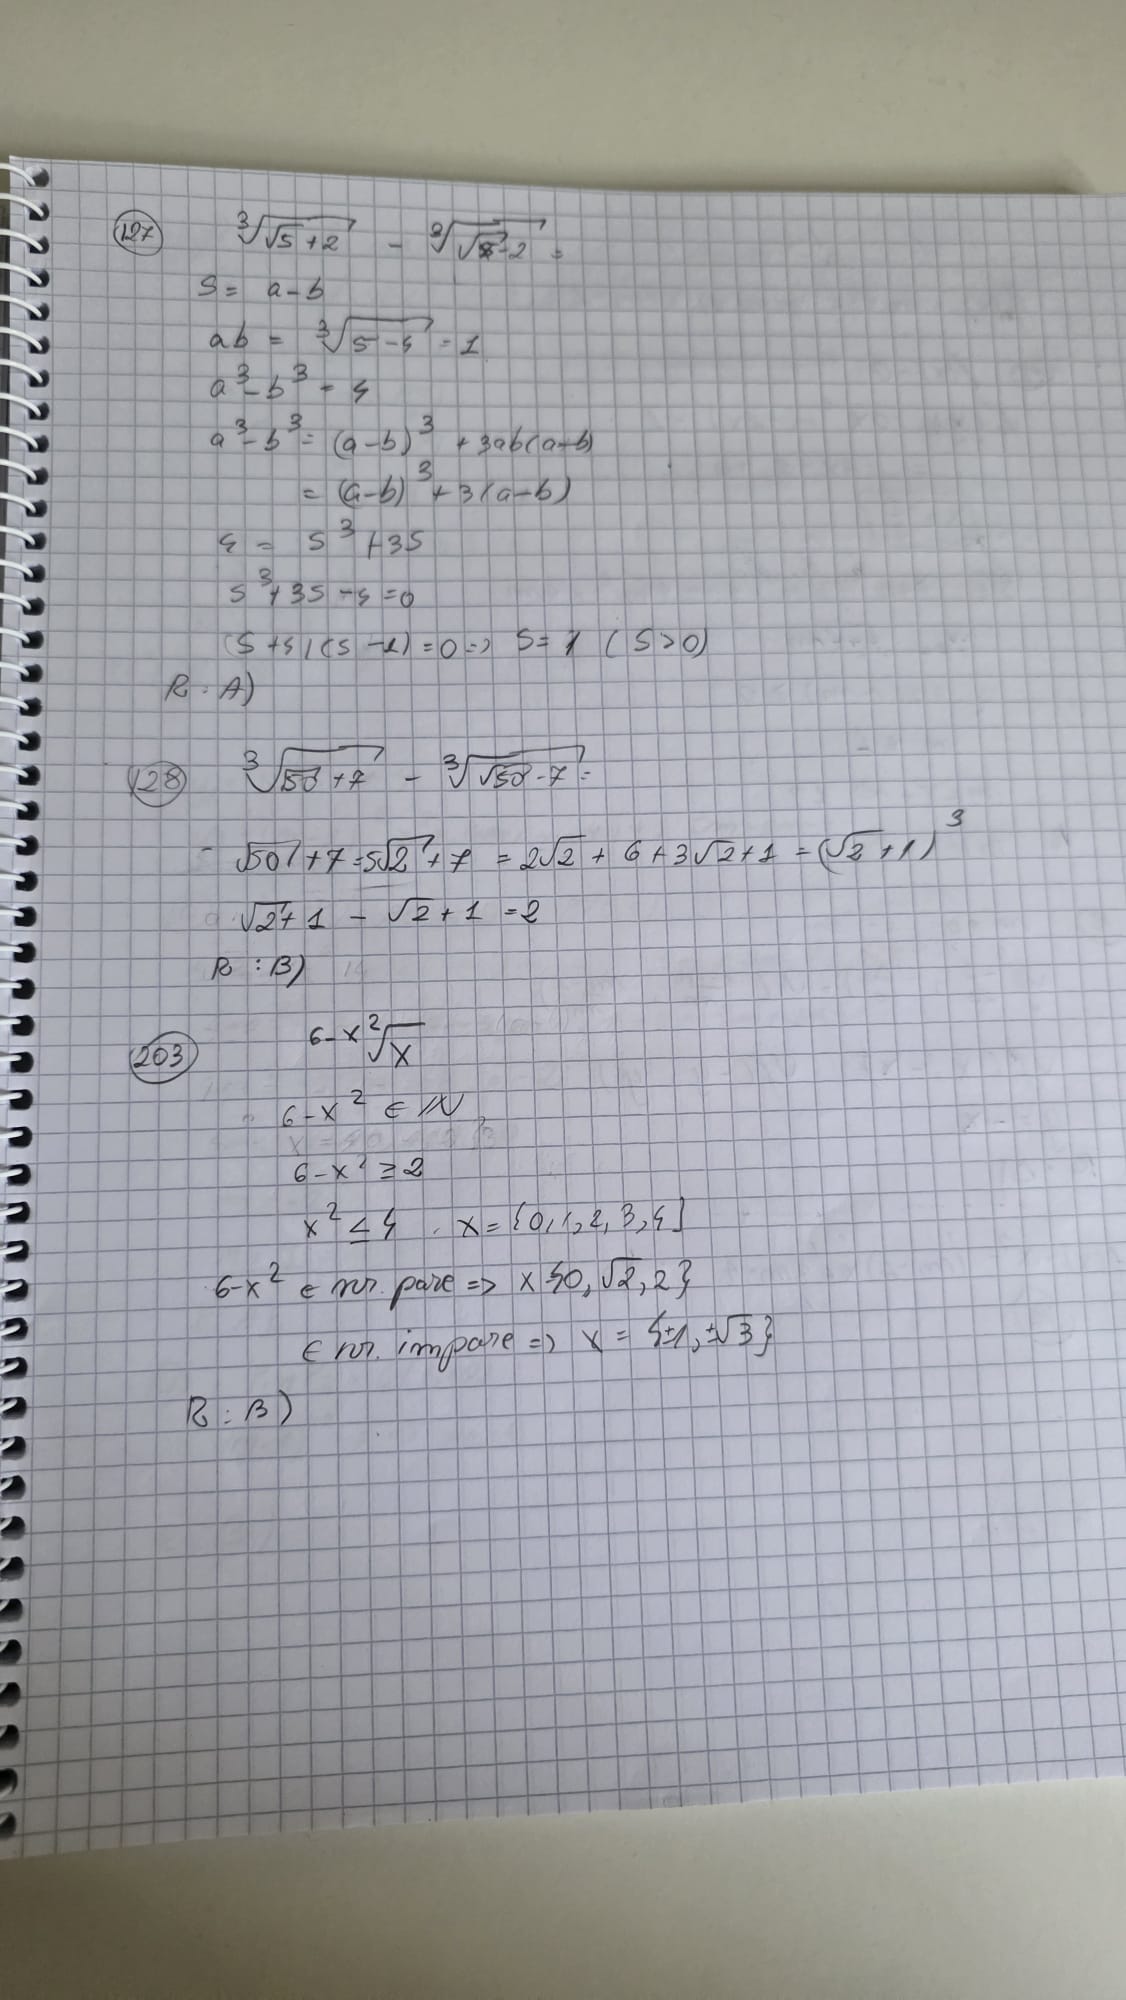 127 ∛(√5+2) - ∛(√5-2) =
S = a-b
ab = ∛(5-4) = 1
a³-b³ = 4
a³-b³ = (a-b)³ + 3ab(a-b)
= (a-b)³ + 3(a-b)
4 = S³ + 3S
S³ + 3S - 4 = 0
(S+4)(S-1) = 0 => S = 1 (S>0)
R: A)
128 ∛(√50+7) - ∛(√50-7) =
√50 + 7 = 5√2 + 7 = 2√2 + 6 + 3√2 + 1 = (√2+1)³
√2+1 - √2+1 = 2
R: B)
203 6-x²√x
6-x² ∈ ℕ
6-x² ≥ 2
x² ≤ 4 . x = {0,1,2,3,4}
6-x² ∈ nr. pare => x {0, √2, 2}
∈ nr. impare => x = {±1, ±√3}
R: B)